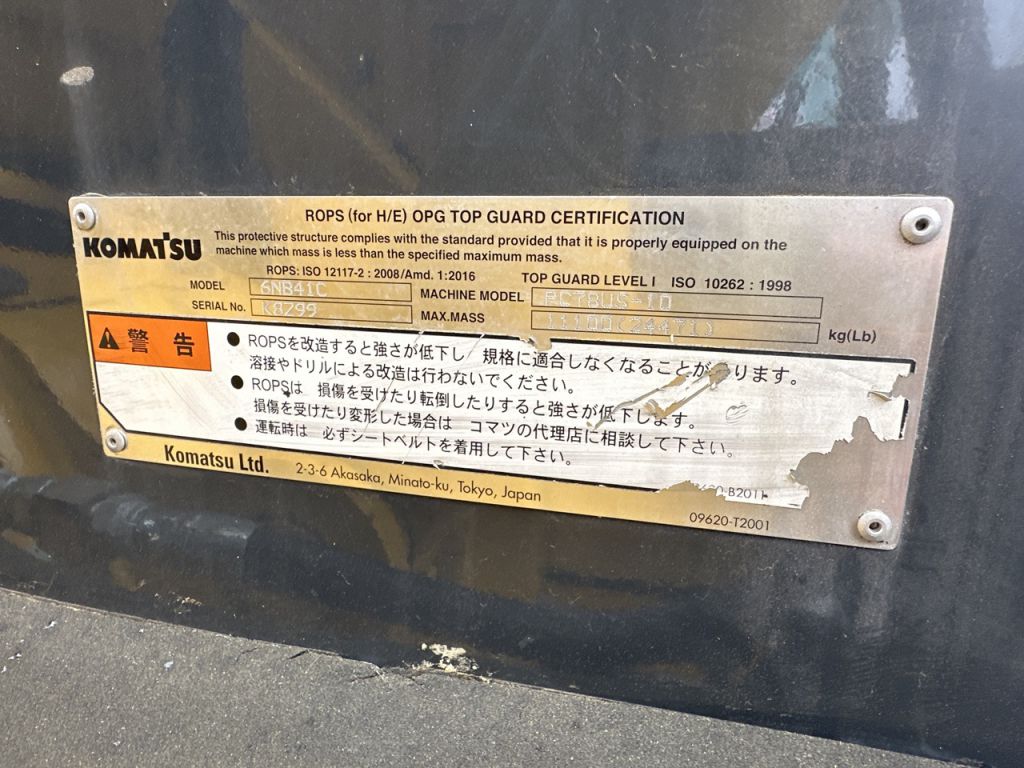 ROPS (for H/E) OPG TOP GUARD CERTIFICATION
KOMATSU
This protective structure complies with the standard provided that it is properly equipped on the
machine which mass is less than the specified maximum mass.
ROPS: ISO 12117-2 : 2008/Amd. 1:2016 TOP GUARD LEVEL I ISO 10262 : 1998
MODEL 6NB41C MACHINE MODEL PC78US-10
SERIAL No. K8299 MAX.MASS 11100(24471) kg(Lb)
警告
● ROPSを改造すると強さが低下し 規格に適合しなくなることが ります。
溶接やドリルによる改造は行わないでください。
● ROPSは 損傷を受けたり転倒したりすると強さが低下します。
損傷を受けたり変形した場合は コマツの代理店に相談して下さい。
● 運転時は 必ずシートベルトを着用して下さい。
B2011
Komatsu Ltd. 2-3-6 Akasaka, Minato-ku, Tokyo, Japan
09620-T2001